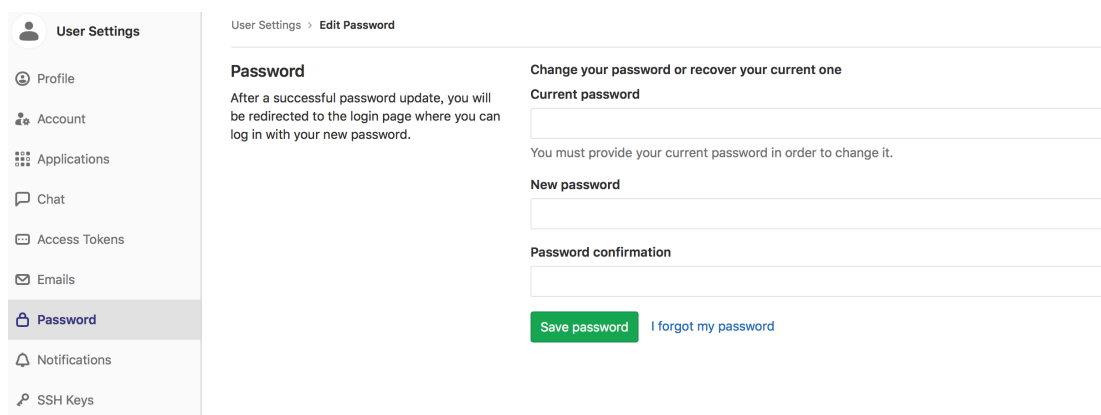 User Settings
Profile
Account
Applications
Chat
Access Tokens
Emails
Password
Notifications
SSH Keys
User Settings > Edit Password
Password
After a successful password update, you will
be redirected to the login page where you can
log in with your new password.
Change your password or recover your current one
Current password
You must provide your current password in order to change it.
New password
Password confirmation
Save password I forgot my password